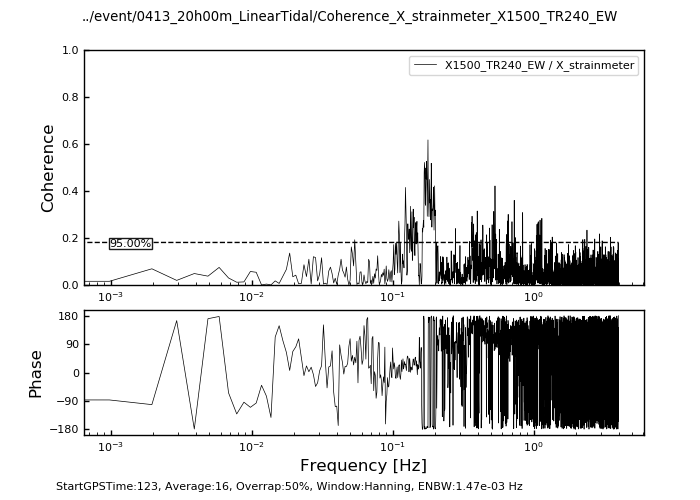 ../event/0413_20h00m_LinearTidal/Coherence_X_strainmeter_X1500_TR240_EW
1.0
X1500_TR240_EW / X_strainmeter
0.8
0.6
Coherence
0.4
0.2
95.00%
0.0
10⁻³ 10⁻² 10⁻¹ 10⁰
180
90
Phase
0
−90
−180
10⁻³ 10⁻² 10⁻¹ 10⁰
Frequency [Hz]
StartGPSTime:123, Average:16, Overrap:50%, Window:Hanning, ENBW:1.47e-03 Hz